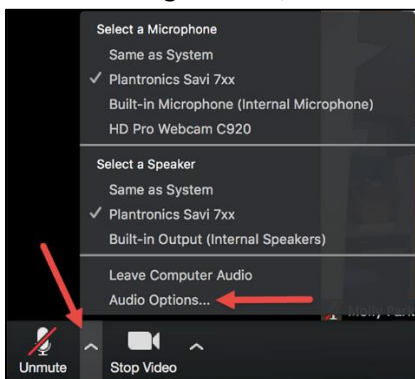 Select a Microphone
Same as System
✓ Plantronics Savi 7xx
Built-in Microphone (Internal Microphone)
HD Pro Webcam C920
Select a Speaker
Same as System
✓ Plantronics Savi 7xx
Built-in Output (Internal Speakers)
Leave Computer Audio
Audio Options...
Molly
Unmute
Stop Video